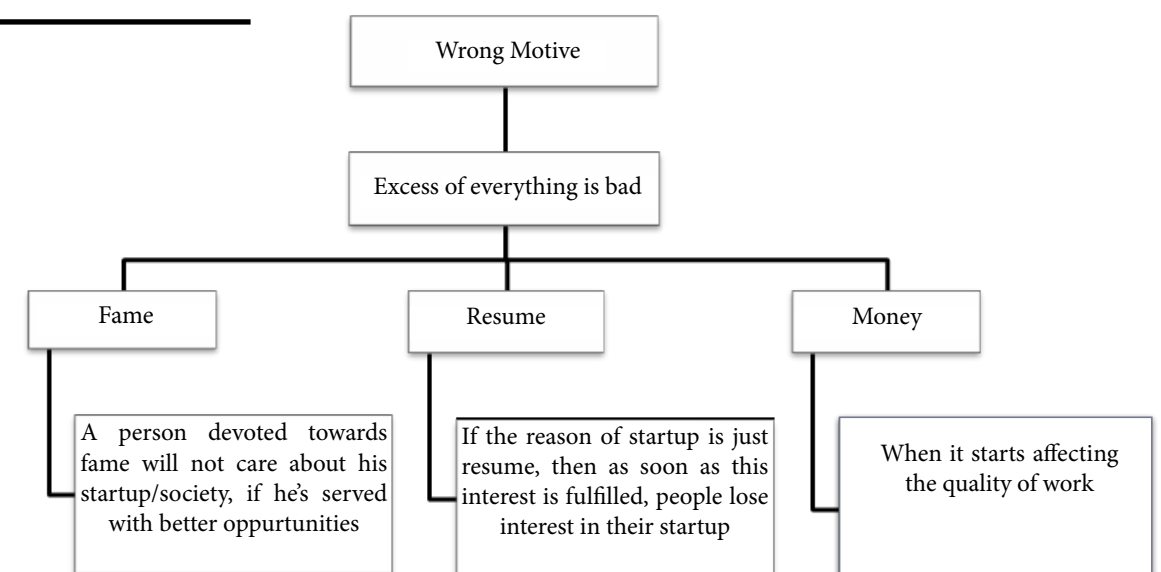 Wrong Motive
Excess of everything is bad
Fame
Resume
Money
A person devoted towards
fame will not care about his
startup/society, if he's served
with better oppurtunities
If the reason of startup is just
resume, then as soon as this
interest is fulfilled, people lose
interest in their startup
When it starts affecting
the quality of work